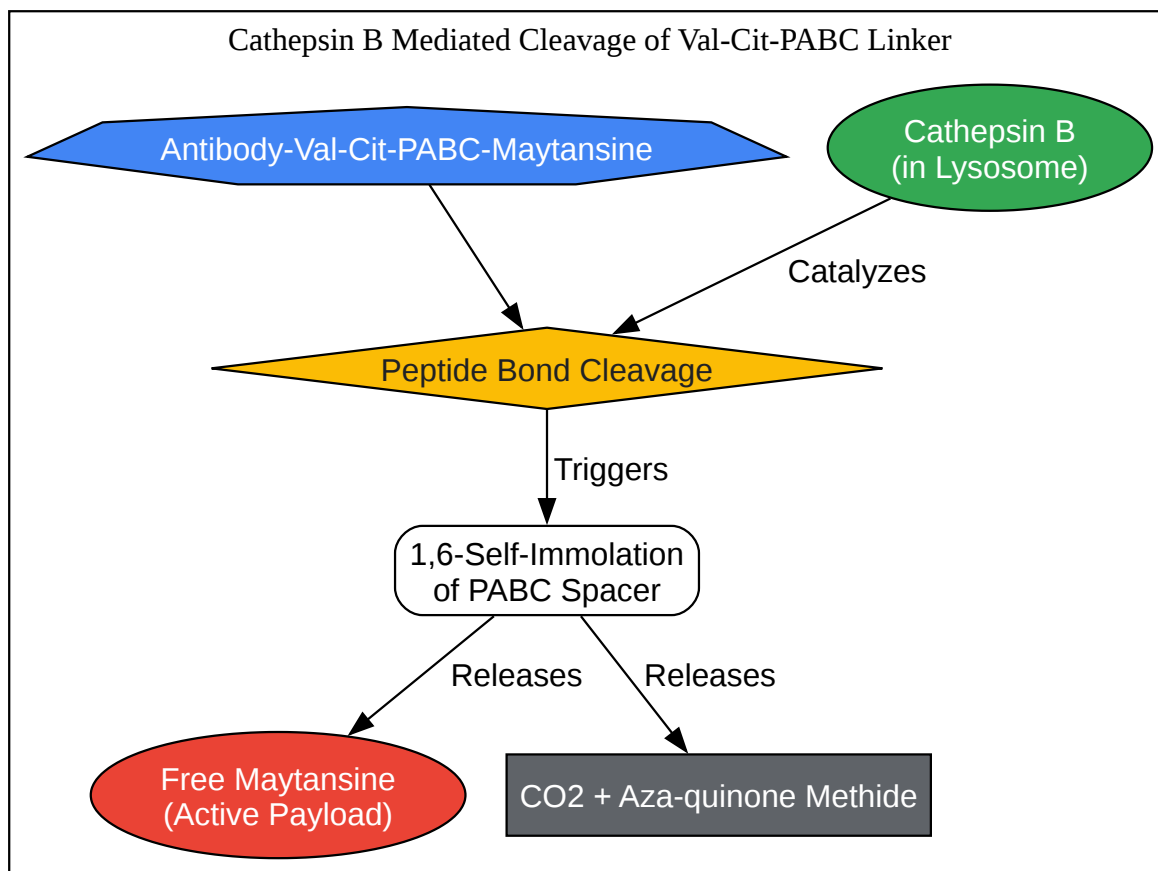 Cathepsin B Mediated Cleavage of Val-Cit-PABC Linker
Antibody-Val-Cit-PABC-Maytansine
Cathepsin B
(in Lysosome)
Catalyzes
Peptide Bond Cleavage
Triggers
1,6-Self-Immolation
of PABC Spacer
Releases
Releases
Free Maytansine
(Active Payload)
CO2 + Aza-quinone Methide